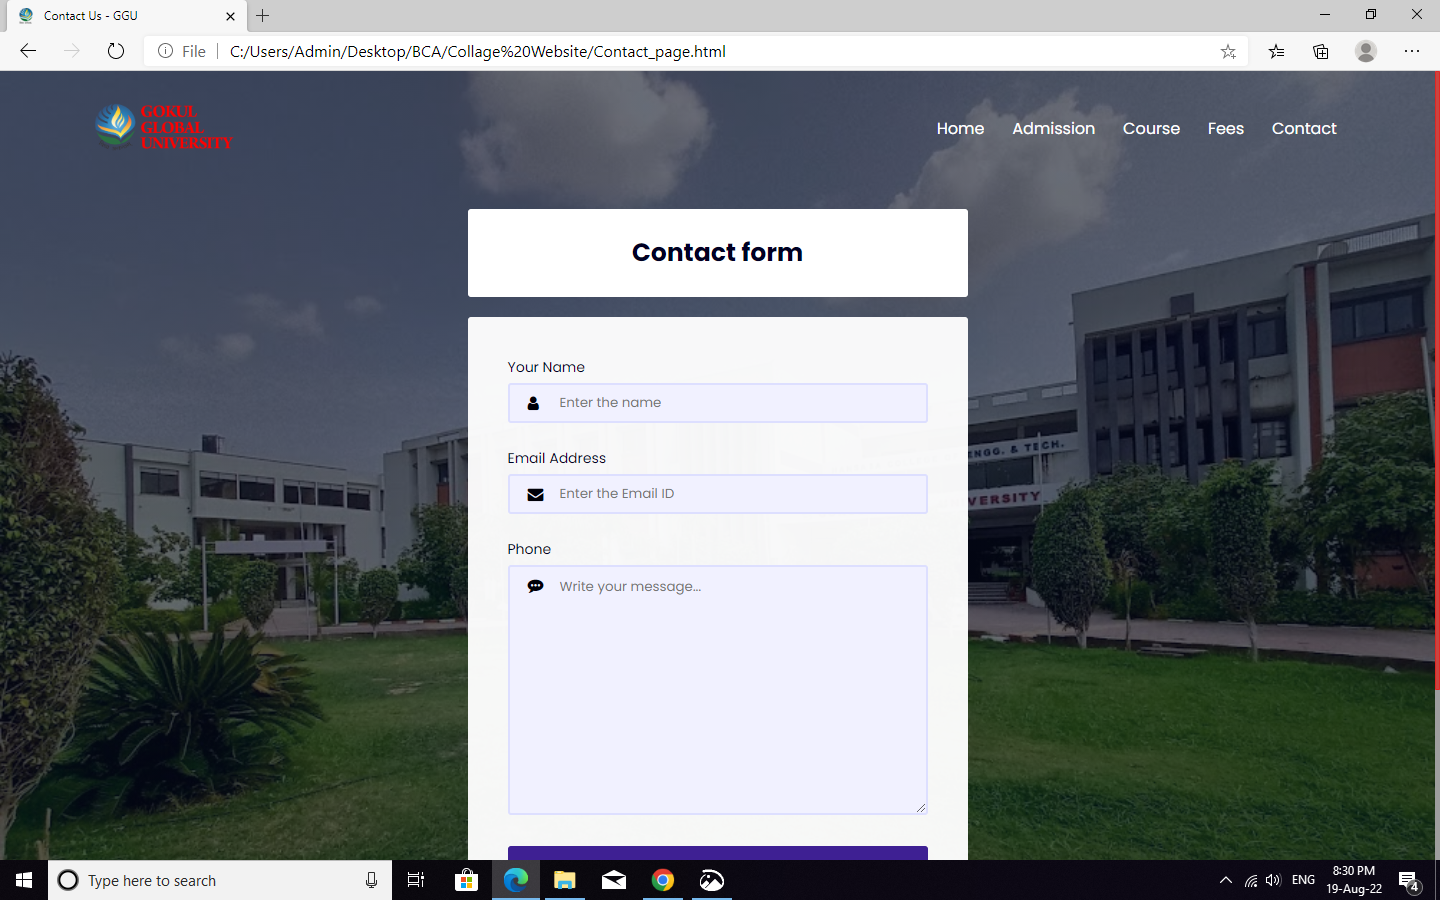 Contact Us - GGU
File
C:/Users/Admin/Desktop/BCA/Collage%20Website/Contact_page.html
GOKUL
GLOBAL
UNIVERSITY
Home Admission Course Fees Contact
Contact form
Your Name
Enter the name
Email Address
Enter the Email ID
Phone
Write your message...
ENGG. & TECH.
VERSITY
Type here to search
ENG
8:30 PM
19-Aug-22
4